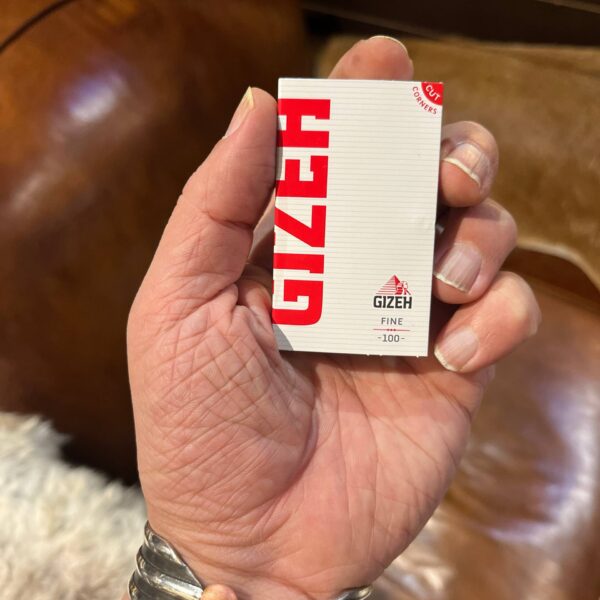 GIZEH
CUT
CORNERS
GIZEH
FINE
-100-